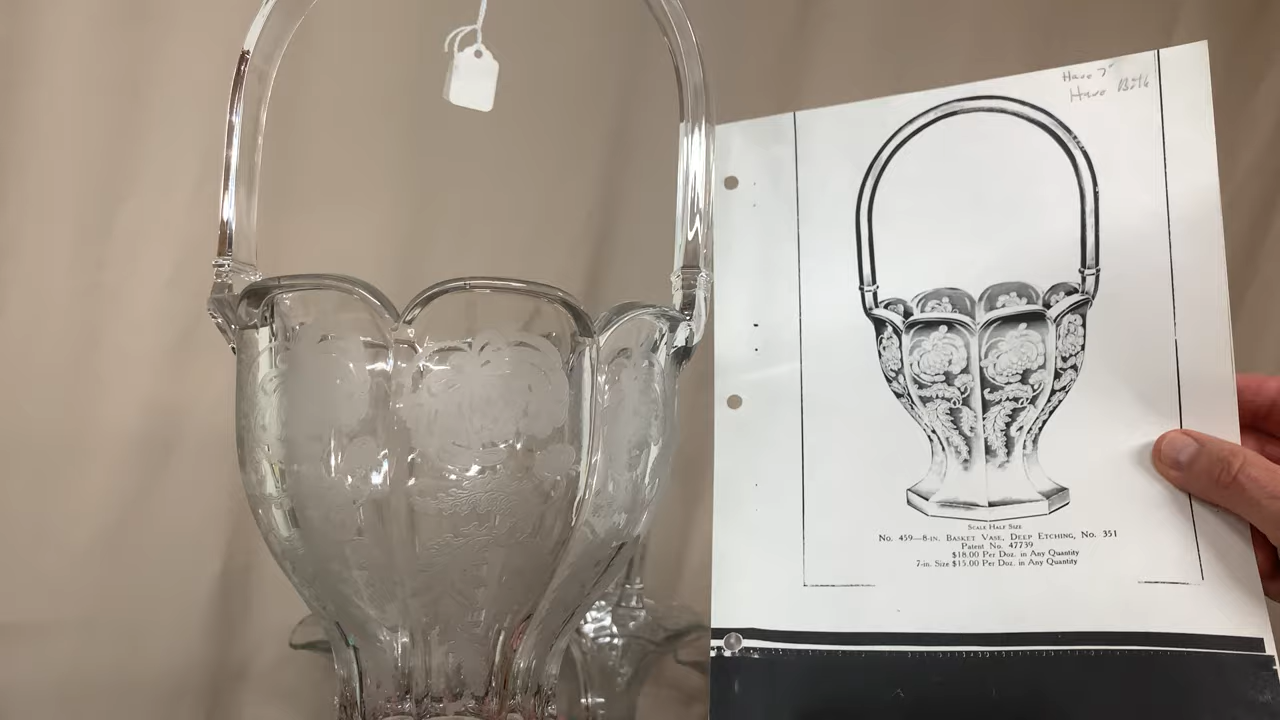 Have 7"
Have Both
SCALE HALF SIZE
NO. 459—8-IN. BASKET VASE, DEEP ETCHING, NO. 351
Patent No. 47739
$18.00 Per Doz. in Any Quantity
7-in. Size $15.00 Per Doz. in Any Quantity